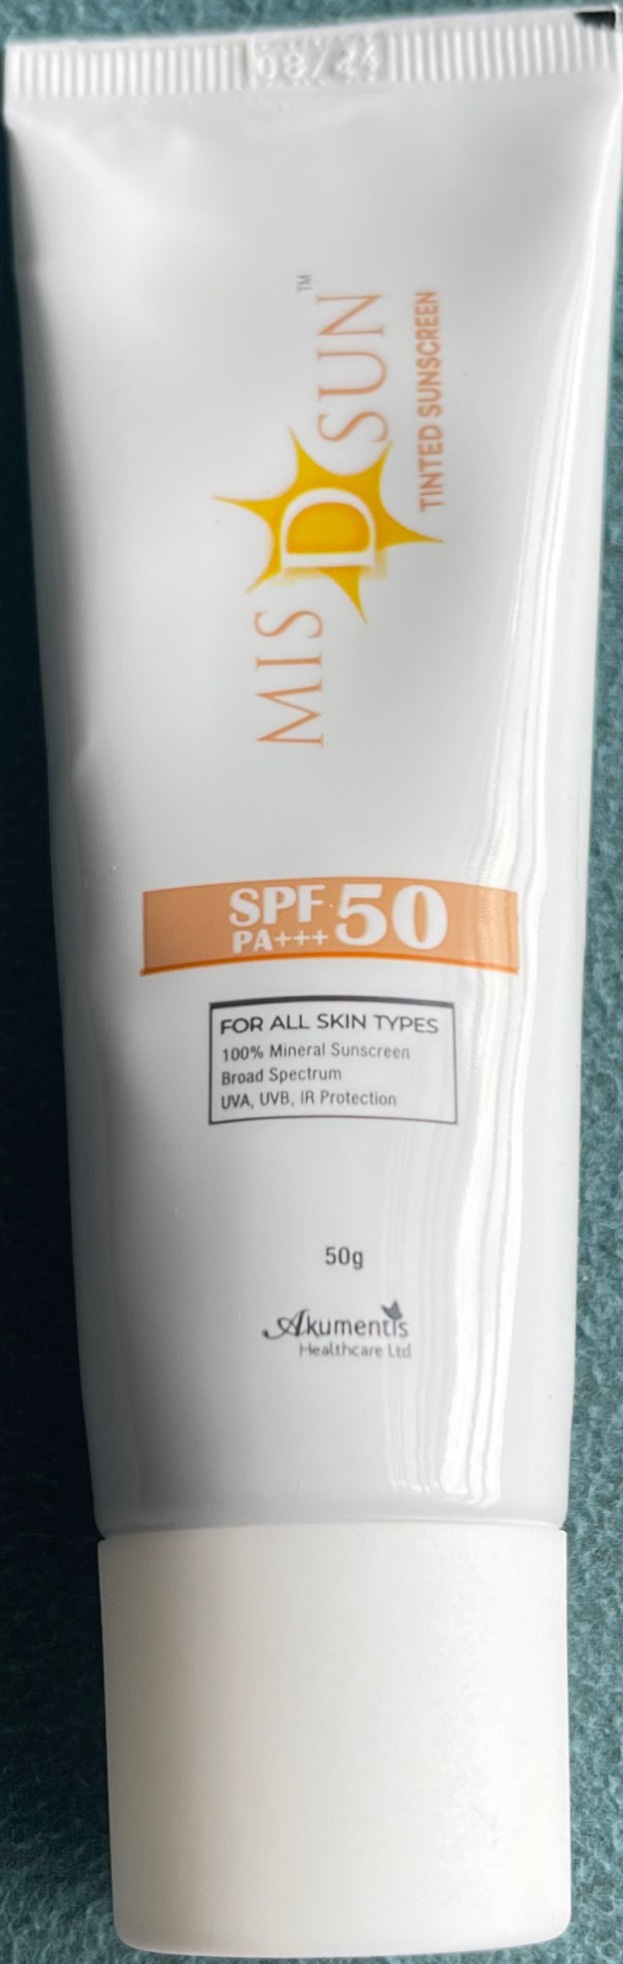 MIS D SUN™
TINTED SUNSCREEN
SPF 50
PA+++
FOR ALL SKIN TYPES
100% Mineral Sunscreen
Broad Spectrum
UVA, UVB, IR Protection
50g
Akumentis
Healthcare Ltd